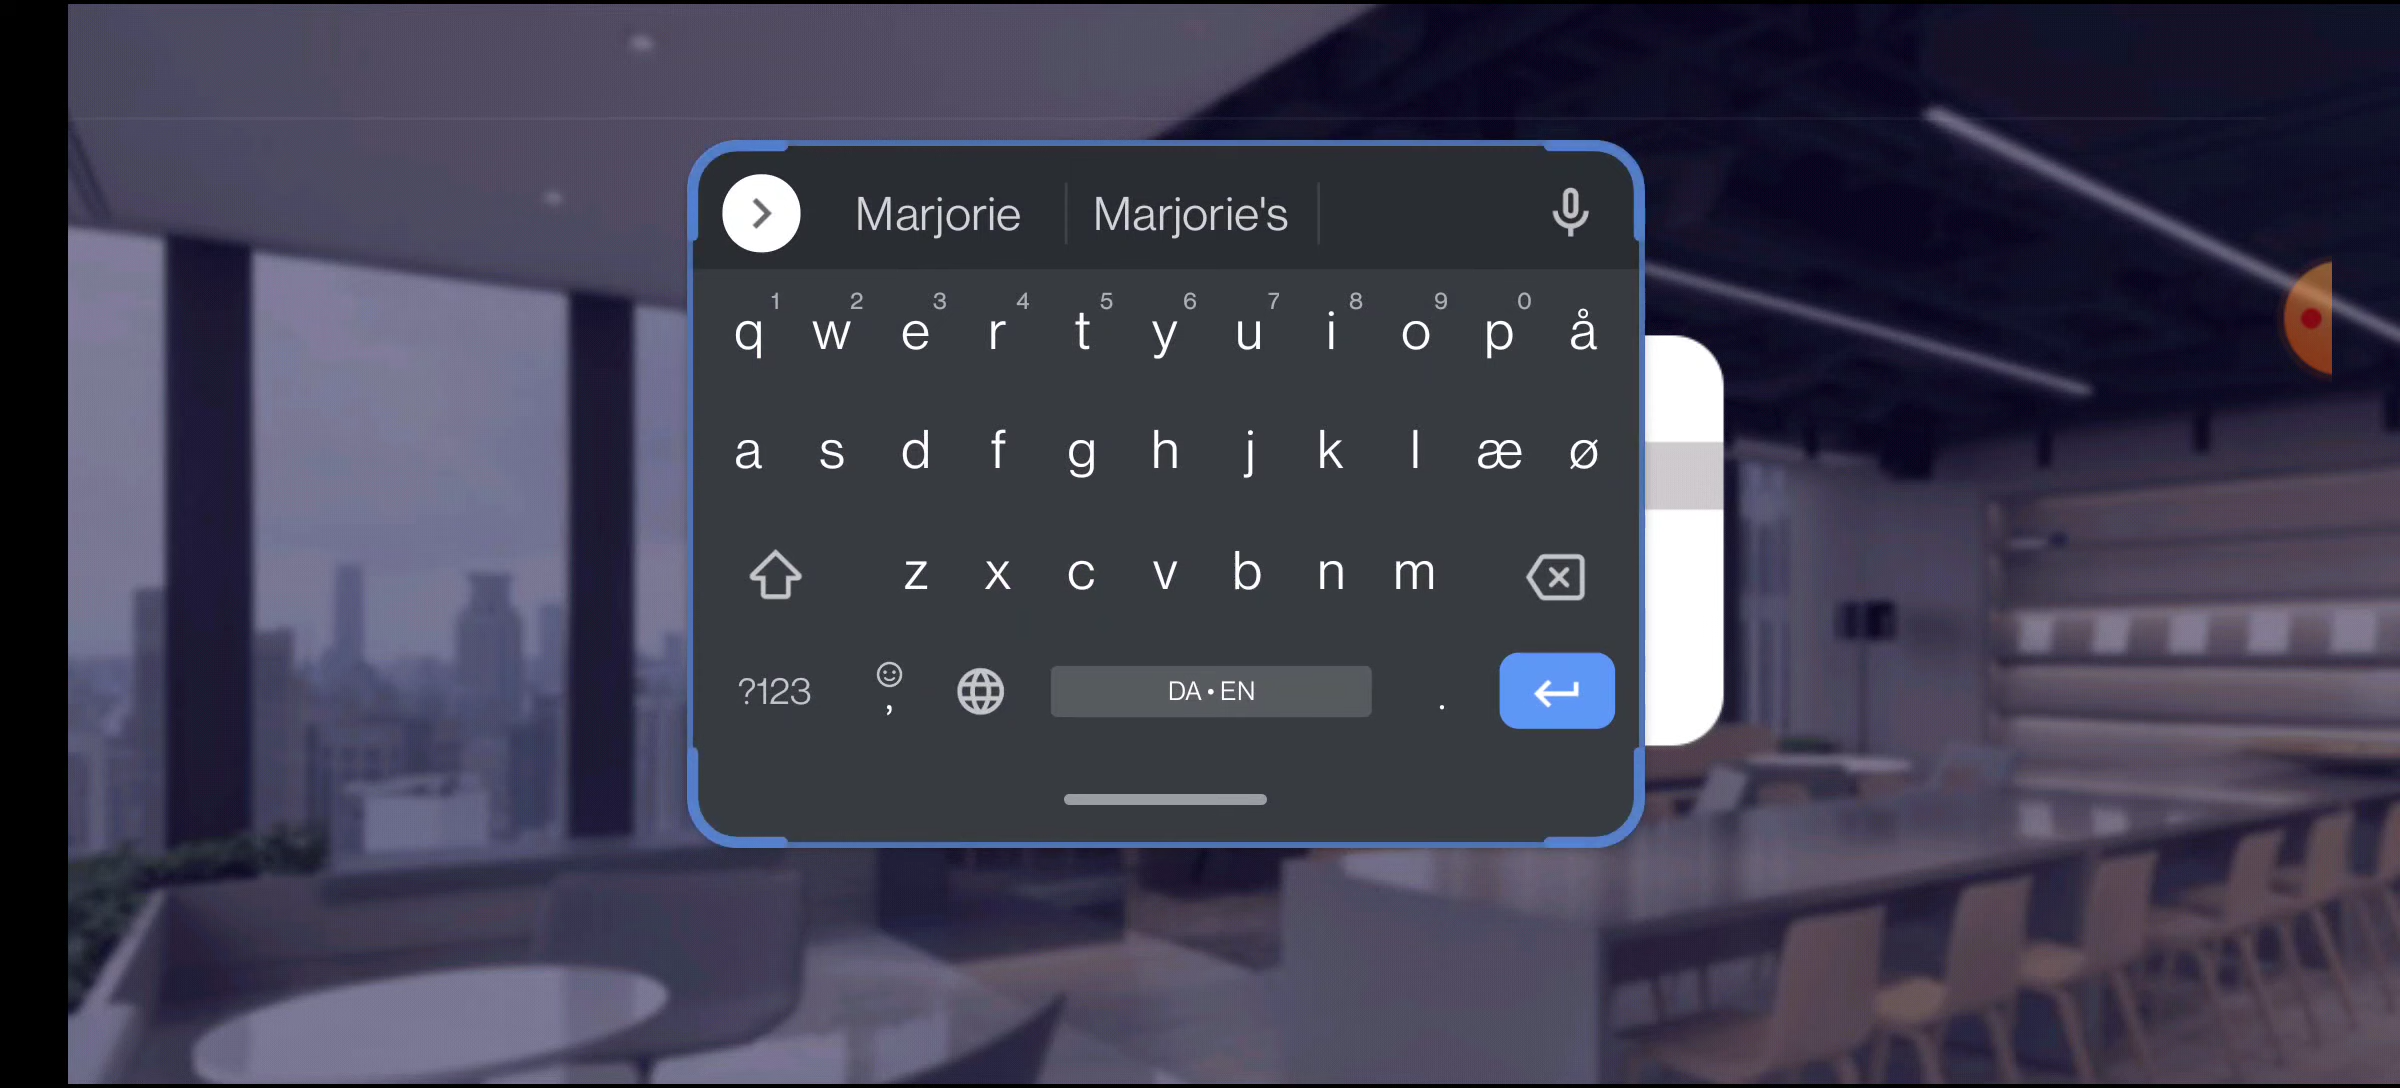 Marjorie Marjorie's
1 2 3 4 5 6 7 8 9 0
q w e r t y u i o p å
a s d f g h j k l æ ø
z x c v b n m
?123 , DA • EN .